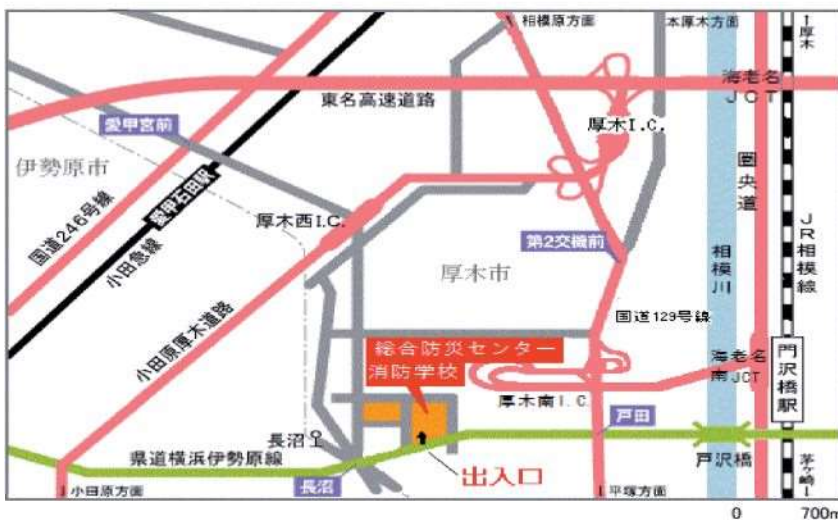 相模原方面
本厚木方面
厚木
海老名
JCT
東名高速道路
愛甲宮前
厚木I.C.
伊勢原市
圏央道
国道246号線
愛甲石田駅
小田急線
厚木西I.C.
第2交機前
厚木市
相模川
JR相模線
小田原厚木道路
国道129号線
総合防災センター
消防学校
海老名
南JCT
門沢橋駅
厚木南I.C.
戸田
長沼
県道横浜伊勢原線
長沼
出入口
戸沢橋
茅ヶ崎
小田原方面
平塚方面
0 700m